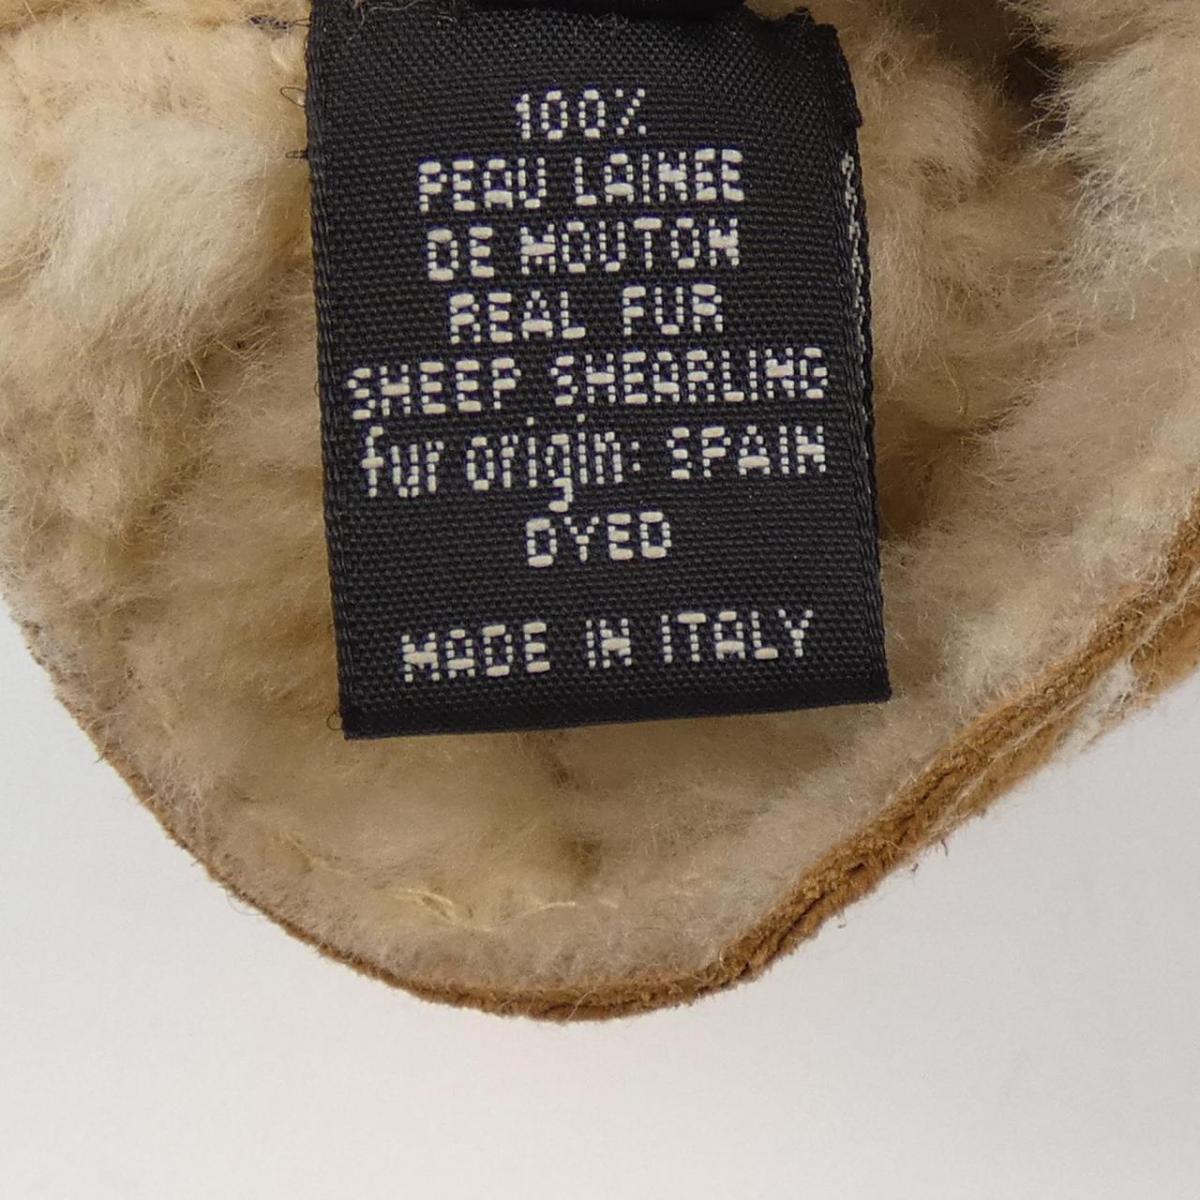 100%
PEAU LAINEE
DE MOUTON
REAL FUR
SHEEP SHEARLING
fur origin: SPAIN
DYED
MADE IN ITALY